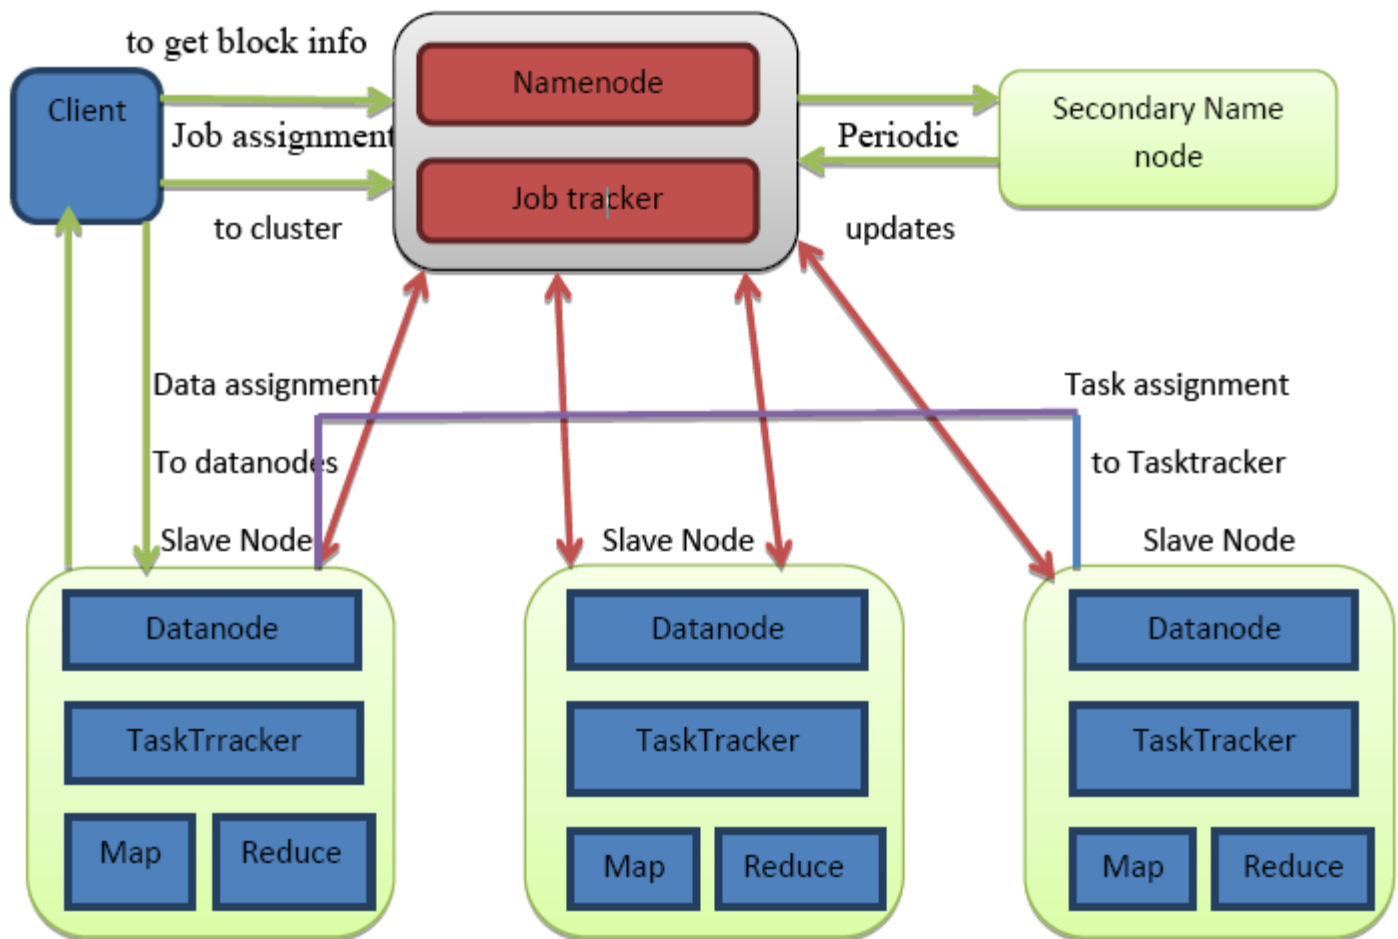 to get block info
Client
Namenode
Secondary Name
node
Job assignment
Periodic
Job tracker
to cluster
updates
Data assignment
Task assignment
To datanodes
to Tasktracker
Slave Node
Slave Node
Slave Node
Datanode
Datanode
Datanode
TaskTrracker
TaskTracker
TaskTracker
Map
Reduce
Map
Reduce
Map
Reduce